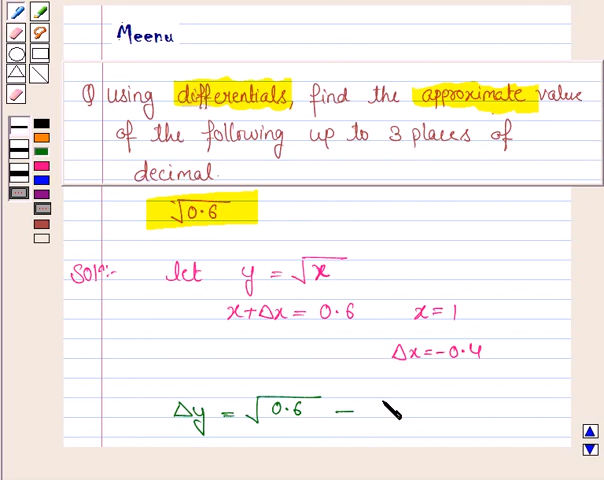 Meenu
Q Using differentials, find the approximate value
of the following up to 3 places of
decimal.
√0.6
Solⁿ:- let y = √x
x+Δx = 0.6 x = 1
Δx = -0.4
Δy = √0.6 -